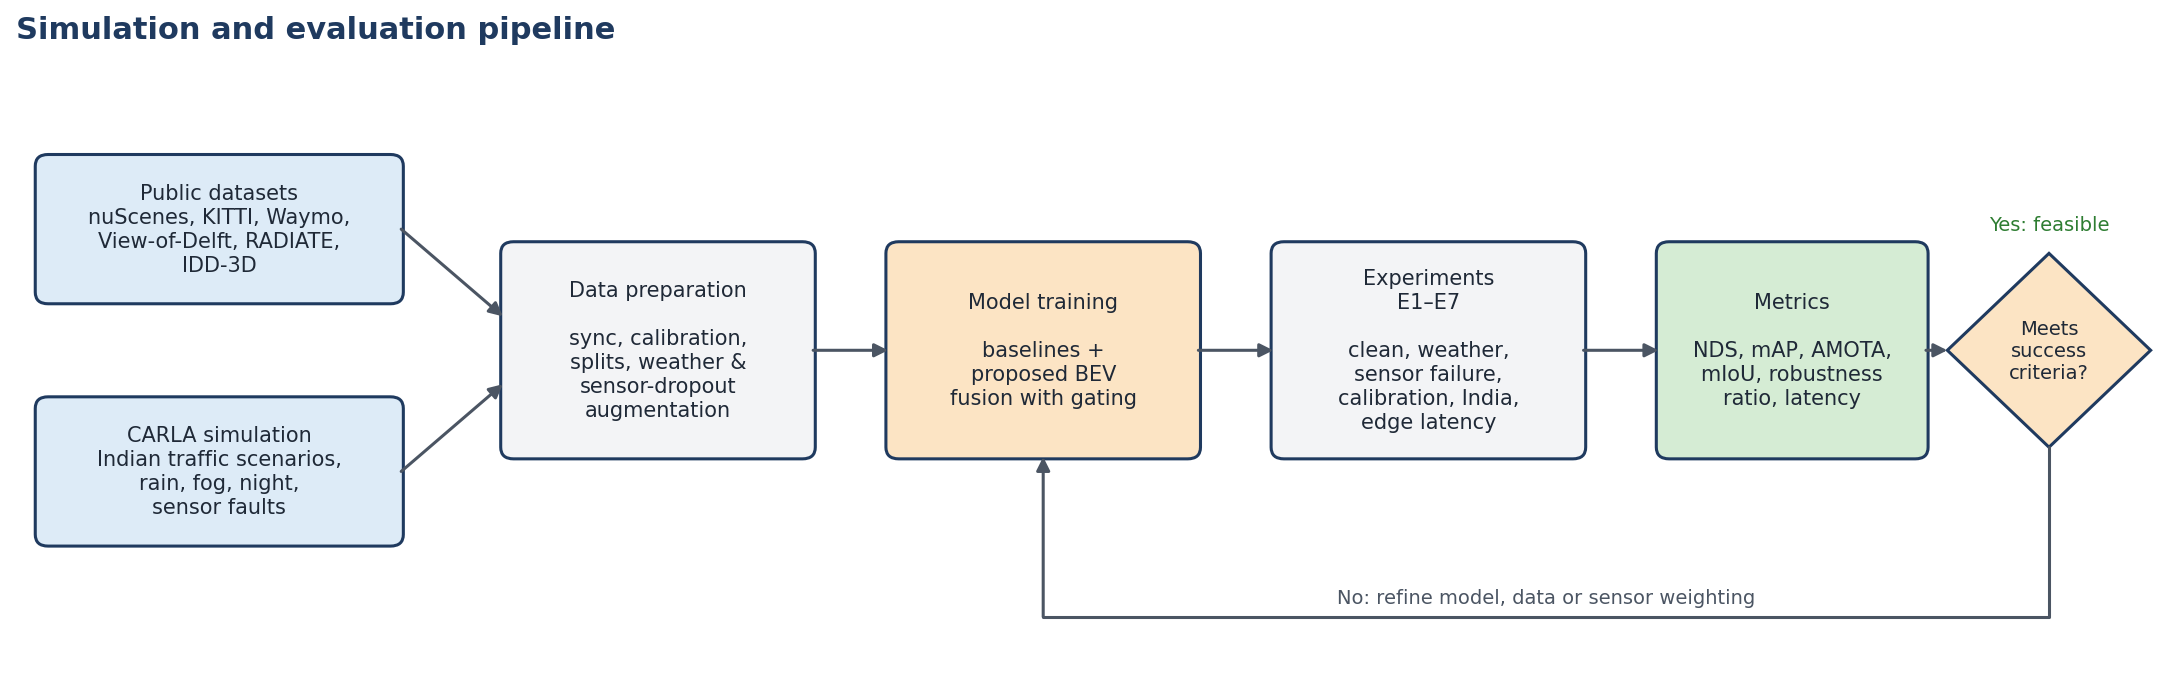 Simulation and evaluation pipeline
Public datasets
nuScenes, KITTI, Waymo,
View-of-Delft, RADIATE,
IDD-3D
CARLA simulation
Indian traffic scenarios,
rain, fog, night,
sensor faults
Data preparation
sync, calibration,
splits, weather &
sensor-dropout
augmentation
Model training
baselines +
proposed BEV
fusion with gating
Experiments
E1–E7
clean, weather,
sensor failure,
calibration, India,
edge latency
Metrics
NDS, mAP, AMOTA,
mIoU, robustness
ratio, latency
Yes: feasible
Meets
success
criteria?
No: refine model, data or sensor weighting